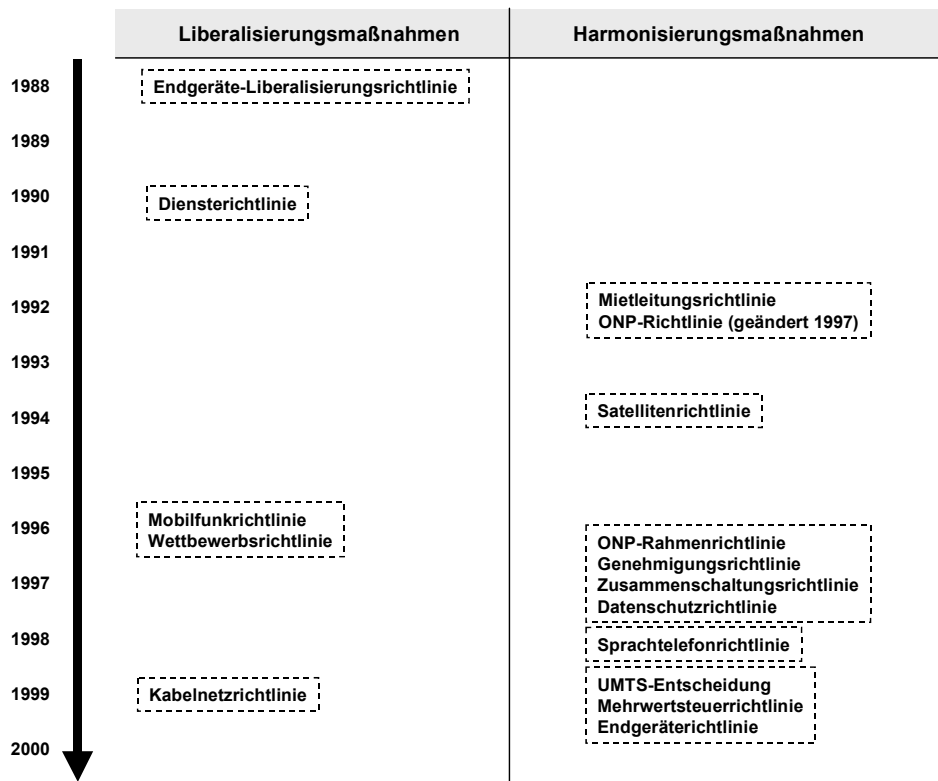 Liberalisierungsmaßnahmen
Harmonisierungsmaßnahmen
1988
Endgeräte-Liberalisierungsrichtlinie
1989
1990
Diensterichtlinie
1991
1992
Mietleitungsrichtlinie
ONP-Richtlinie (geändert 1997)
1993
1994
Satellitenrichtlinie
1995
1996
Mobilfunkrichtlinie
Wettbewerbsrichtlinie
ONP-Rahmenrichtlinie
Genehmigungsrichtlinie
Zusammenschaltungsrichtlinie
Datenschutzrichtlinie
1997
1998
Sprachtelefonrichtlinie
1999
Kabelnetzrichtlinie
UMTS-Entscheidung
Mehrwertsteuerrichtlinie
Endgeräterichtlinie
2000